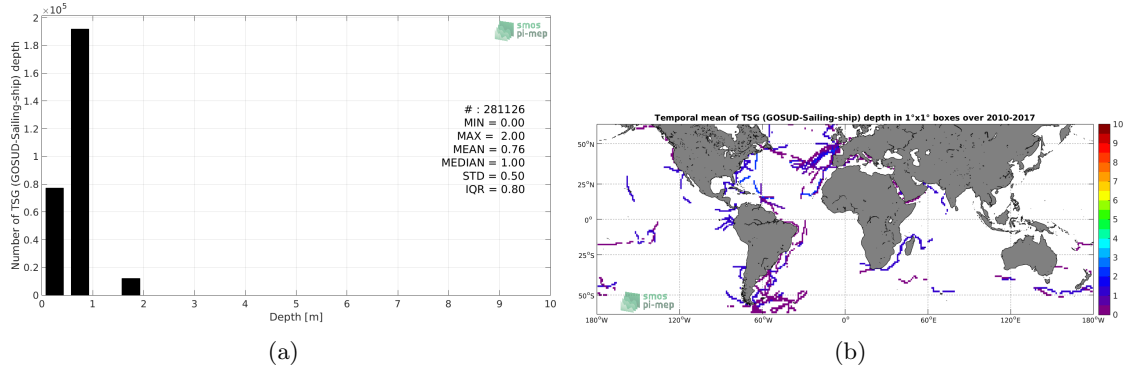 ×10⁵
2
1.8
1.6
1.4
1.2
1
0.8
0.6
0.4
0.2
0
Number of TSG (GOSUD-Sailing-ship) depth
smos
pi-mep
# : 281126
MIN = 0.00
MAX = 2.00
MEAN = 0.76
MEDIAN = 1.00
STD = 0.50
IQR = 0.80
0 1 2 3 4 5 6 7 8 9 10
Depth [m]
(a)
Temporal mean of TSG (GOSUD-Sailing-ship) depth in 1°x1° boxes over 2010-2017
50°N
25°N
0°
25°S
50°S
smos
pi-mep
180°W 120°W 60°W 0° 60°E 120°E 180°W
10
9
8
7
6
5
4
3
2
1
0
(b)